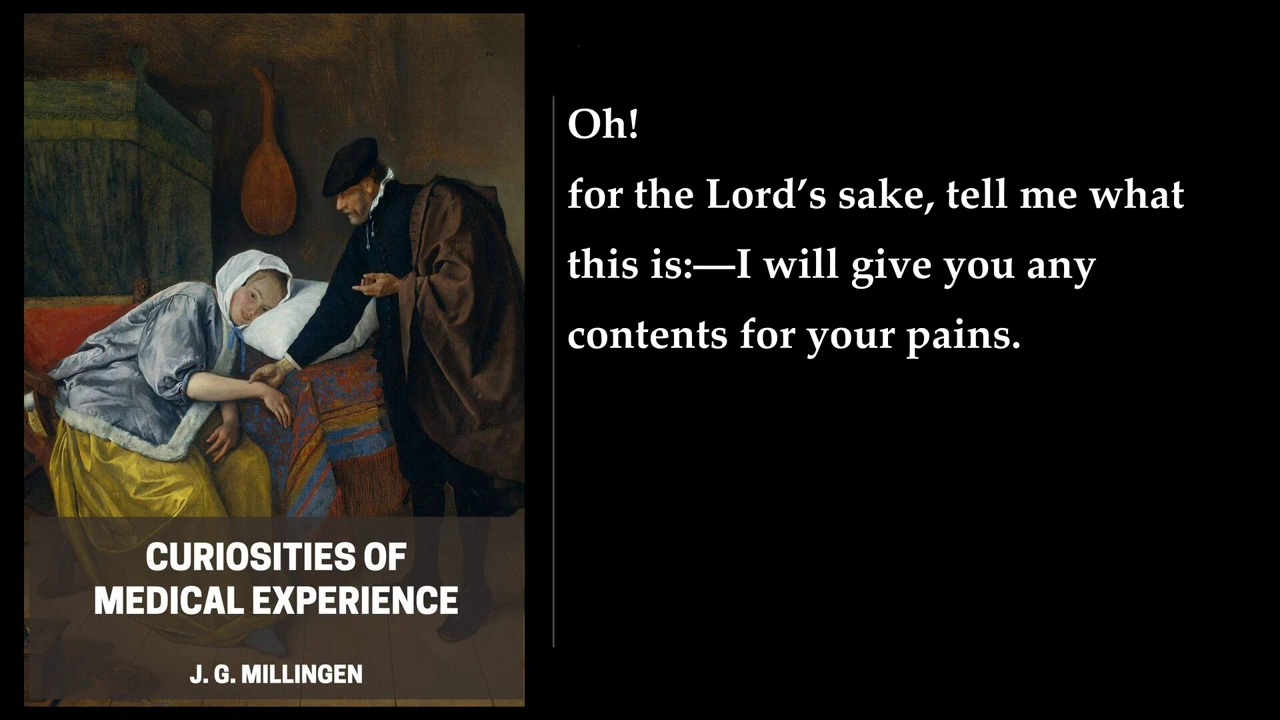 CURIOSITIES OF
MEDICAL EXPERIENCE
J. G. MILLINGEN
Oh!
for the Lord’s sake, tell me what
this is:—I will give you any
contents for your pains.